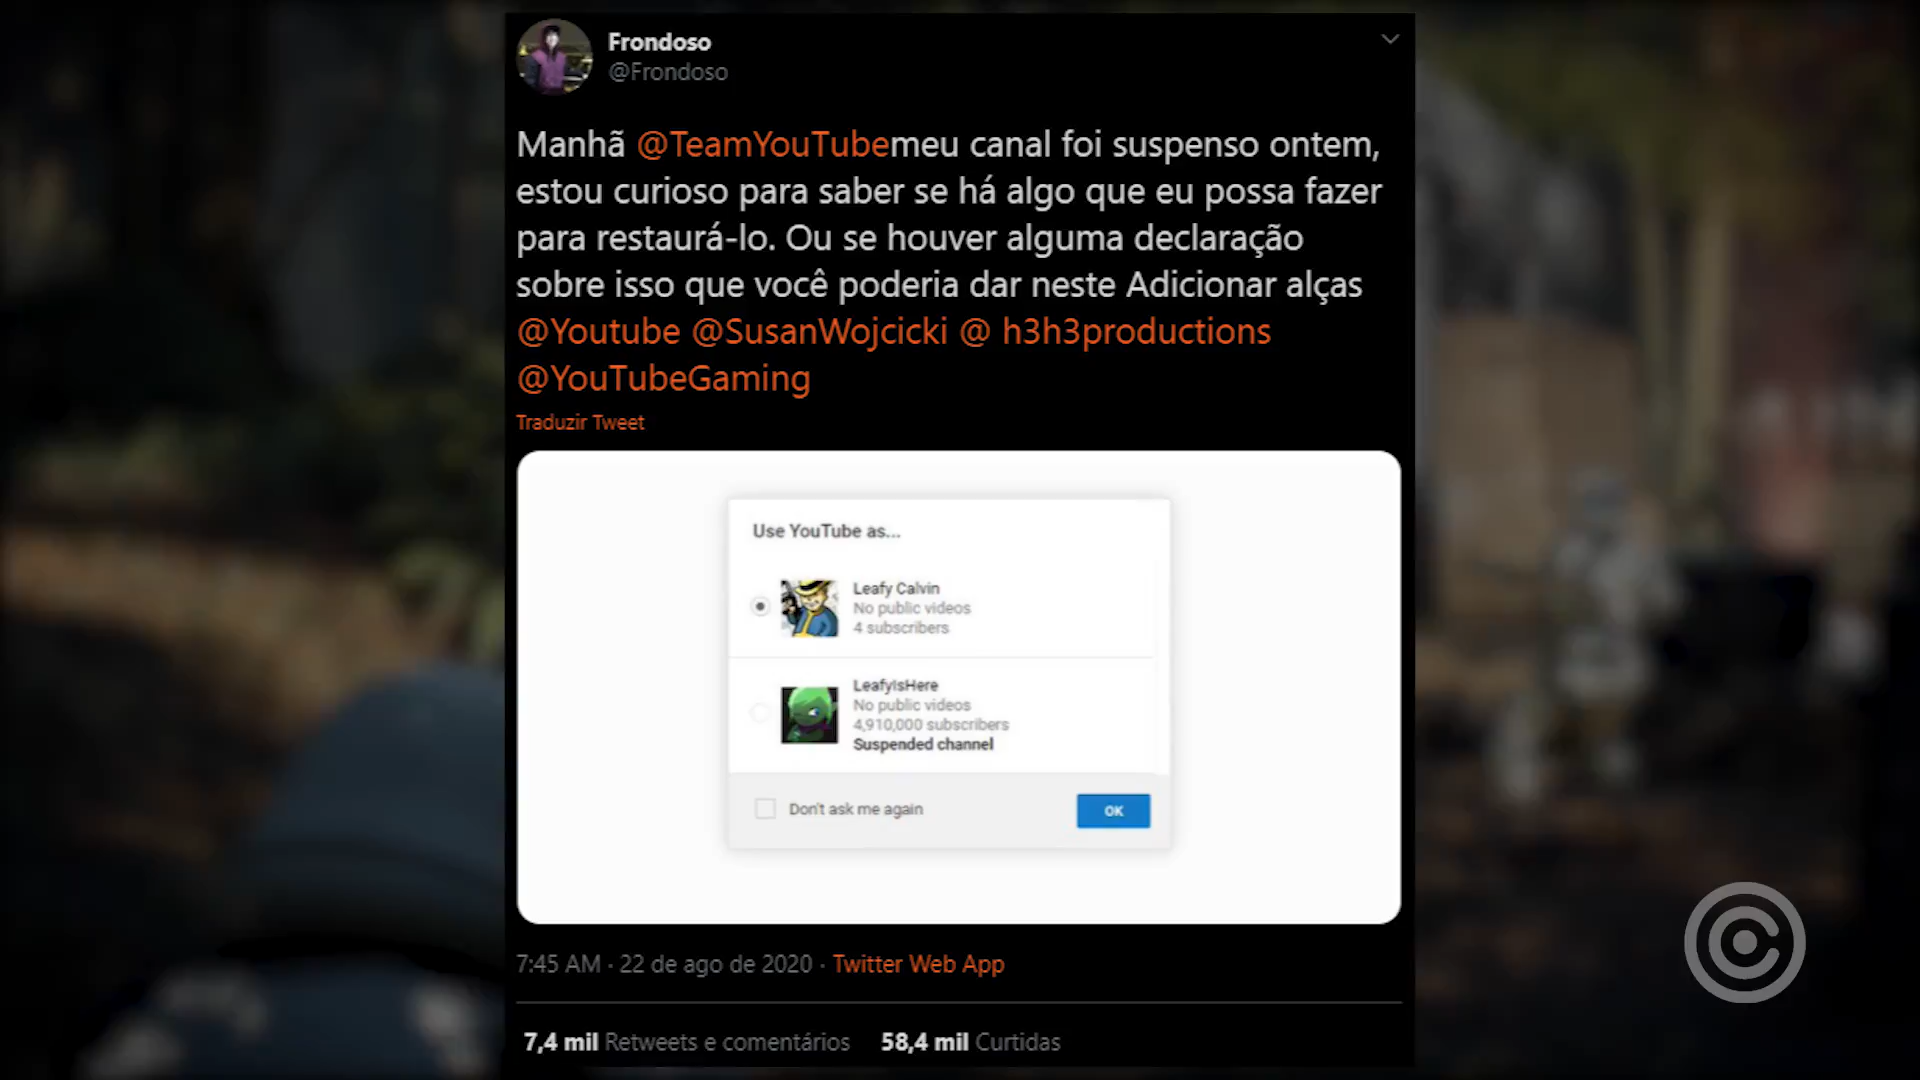 Frondoso
@Frondoso
Manhã @TeamYouTubemeu canal foi suspenso ontem,
estou curioso para saber se há algo que eu possa fazer
para restaurá-lo. Ou se houver alguma declaração
sobre isso que você poderia dar neste Adicionar alças
@Youtube @SusanWojcicki @ h3h3productions
@YouTubeGaming
Traduzir Tweet
Use YouTube as...
Leafy Calvin
No public videos
4 subscribers
LeafyIsHere
No public videos
4,910,000 subscribers
Suspended channel
Don't ask me again
OK
7:45 AM · 22 de ago de 2020 · Twitter Web App
7,4 mil Retweets e comentários 58,4 mil Curtidas